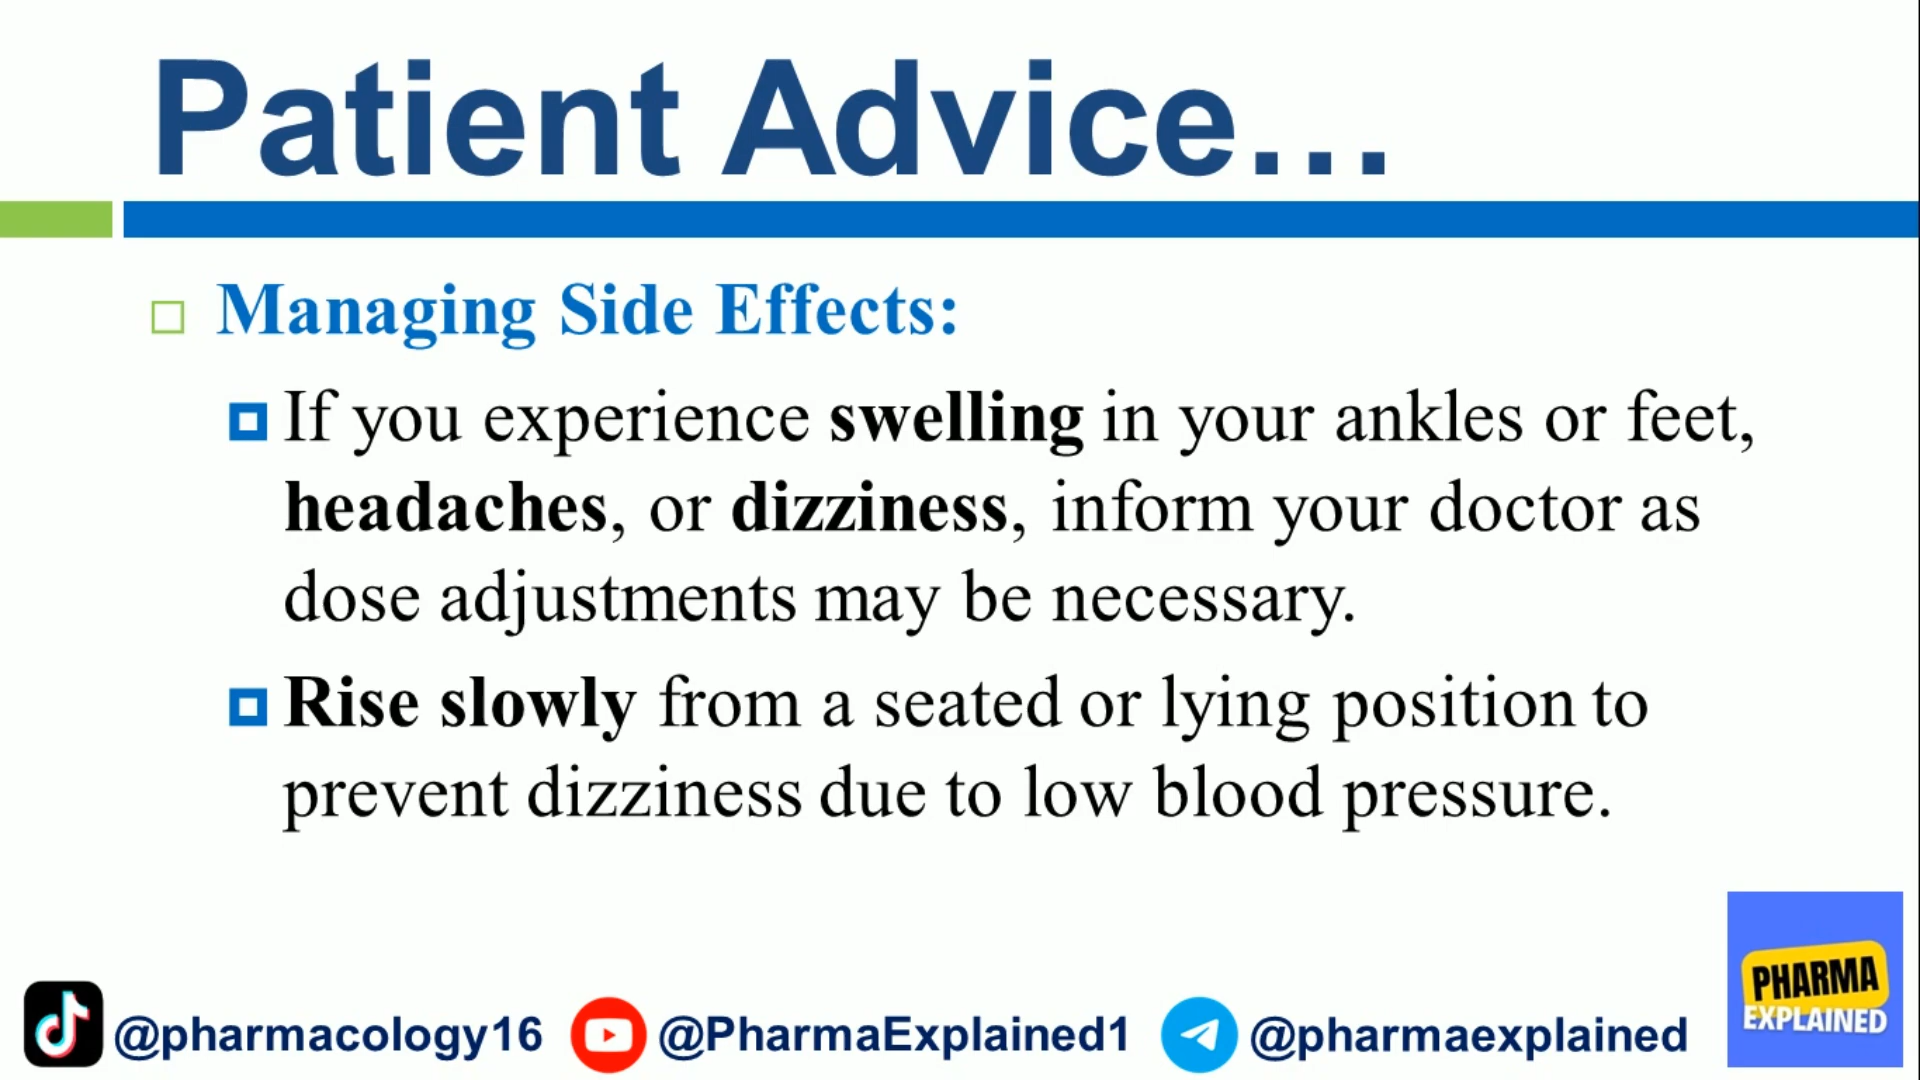 Patient Advice...
Managing Side Effects:
If you experience swelling in your ankles or feet,
headaches, or dizziness, inform your doctor as
dose adjustments may be necessary.
Rise slowly from a seated or lying position to
prevent dizziness due to low blood pressure.
@pharmacology16 @PharmaExplained1 @pharmaexplained
PHARMA
EXPLAINED